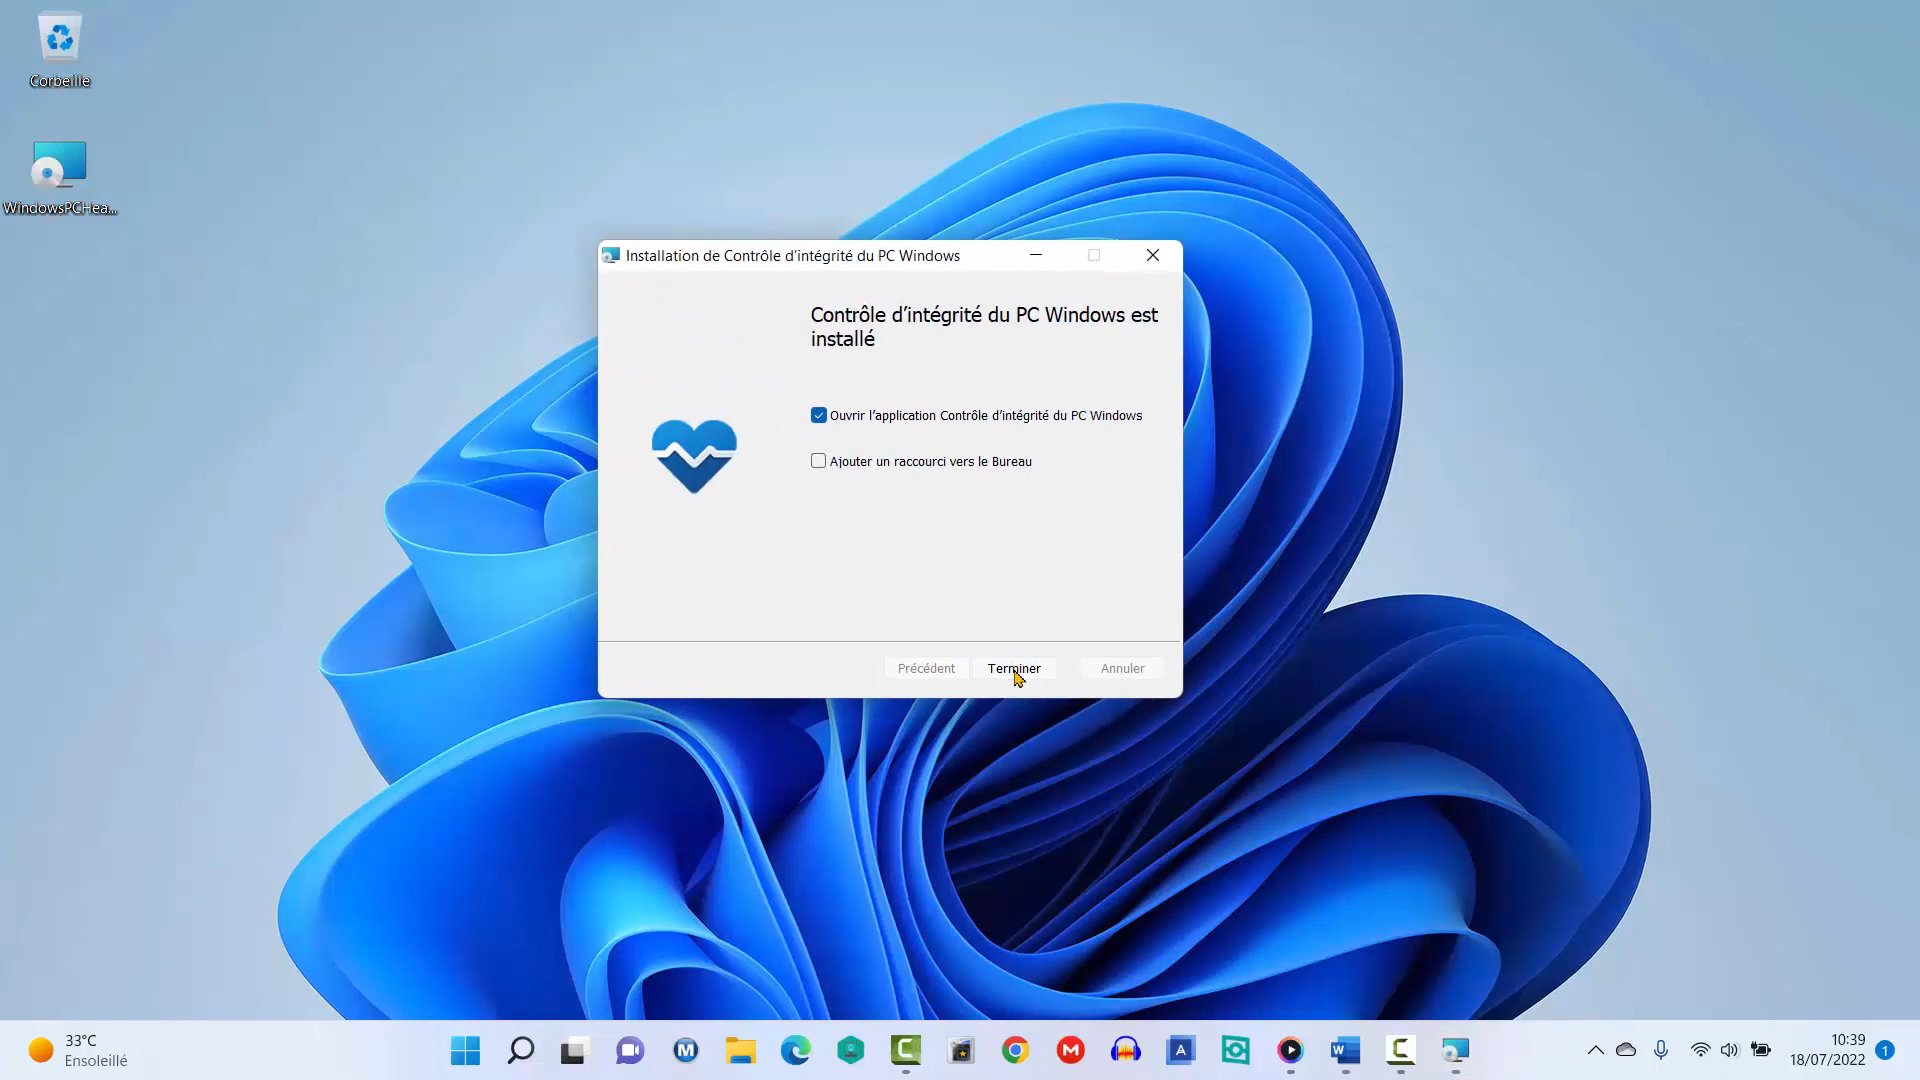 Corbeille
WindowsPCHea...
Installation de Contrôle d’intégrité du PC Windows
Contrôle d’intégrité du PC Windows est
installé
Ouvrir l’application Contrôle d’intégrité du PC Windows
Ajouter un raccourci vers le Bureau
Précédent
Terminer
Annuler
33°C
Ensoleillé
10:39
18/07/2022
1